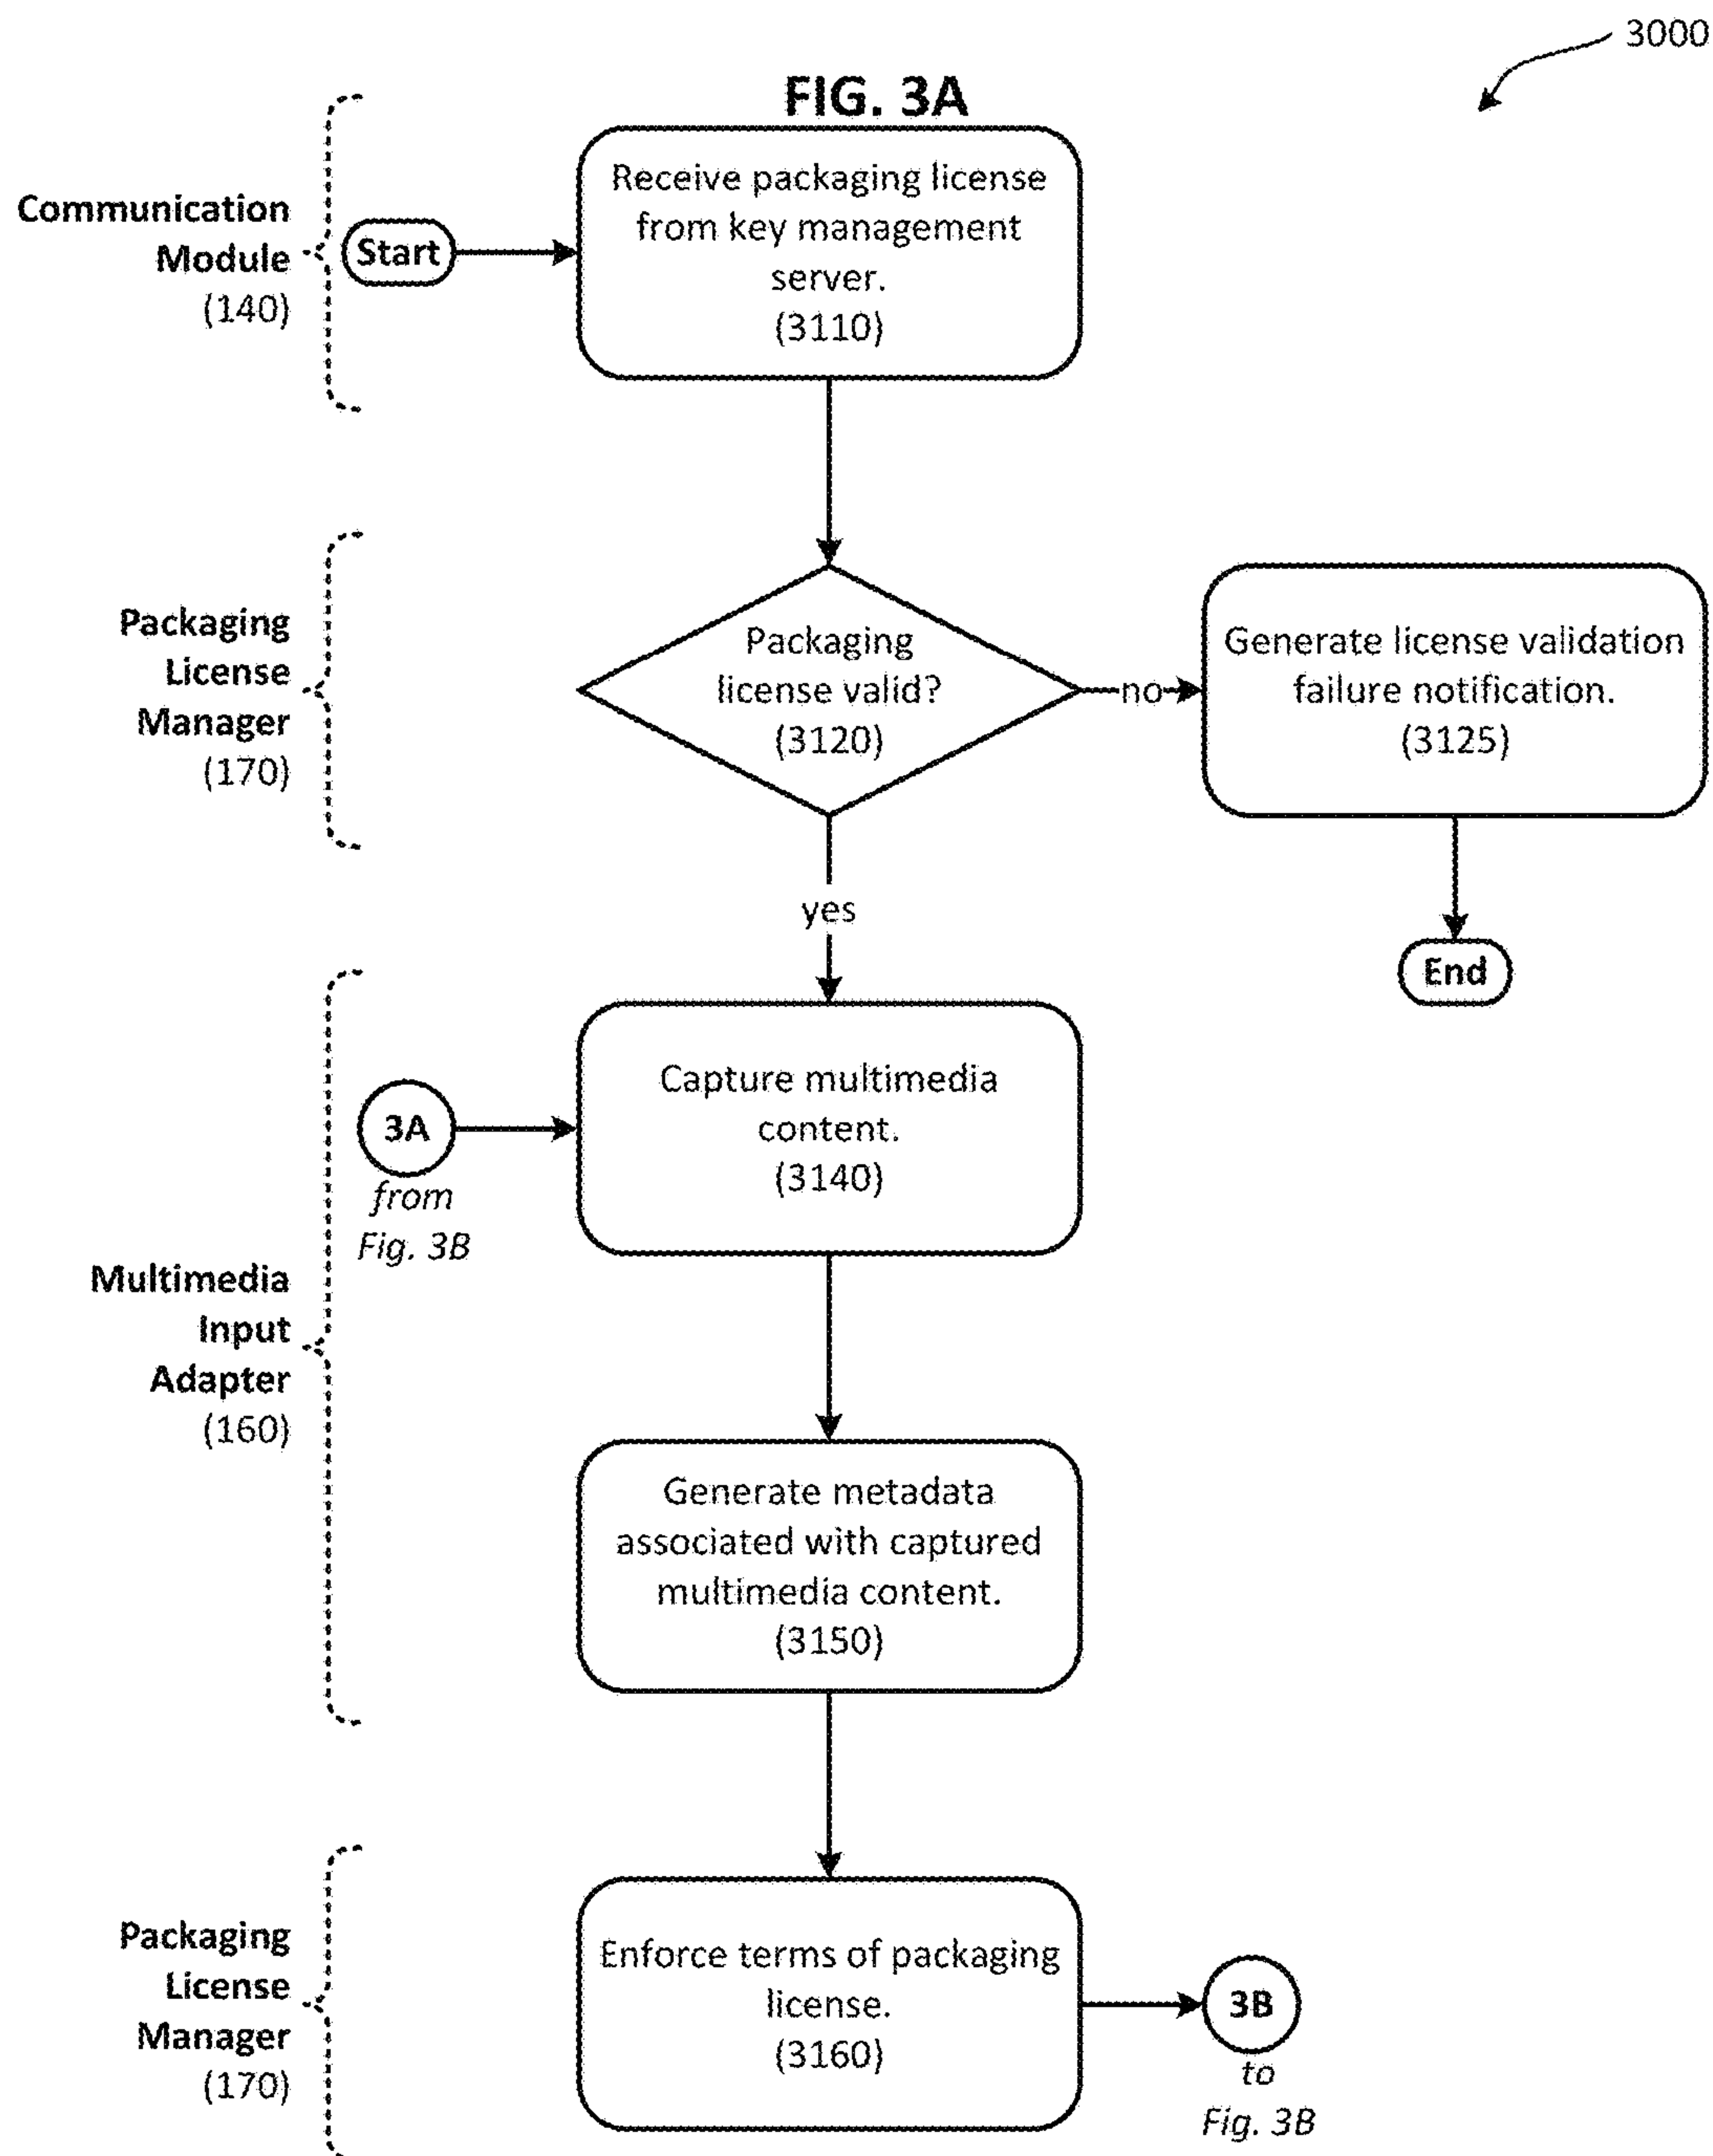 3000
FIG. 3A
Communication
Module
(140)
Start
Receive packaging license
from key management
server.
(3110)
Packaging
License
Manager
(170)
Packaging
license valid?
(3120)
no
Generate license validation
failure notification.
(3125)
yes
End
Multimedia
Input
Adapter
(160)
3A
from
Fig. 3B
Capture multimedia
content.
(3140)
Generate metadata
associated with captured
multimedia content.
(3150)
Packaging
License
Manager
(170)
Enforce terms of packaging
license.
(3160)
3B
to
Fig. 3B